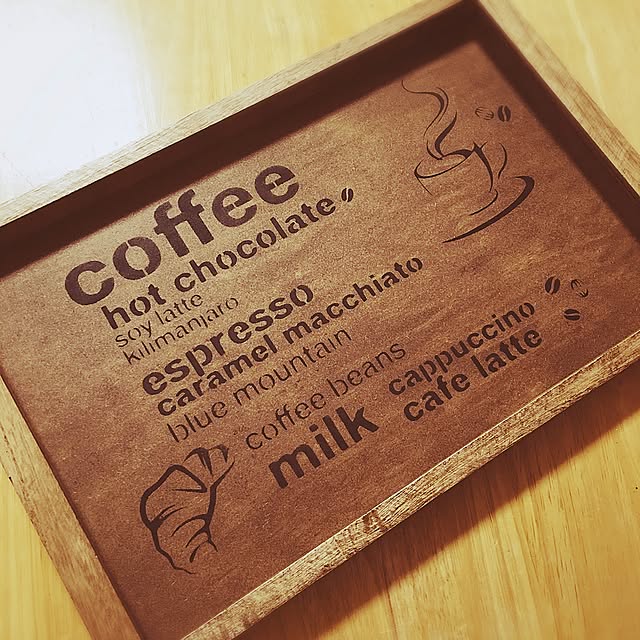 coffee
hot chocolate
soy latte
kilimanjaro
espresso
caramel macchiato
blue mountain
coffee beans
milk
cappuccino
cafe latte